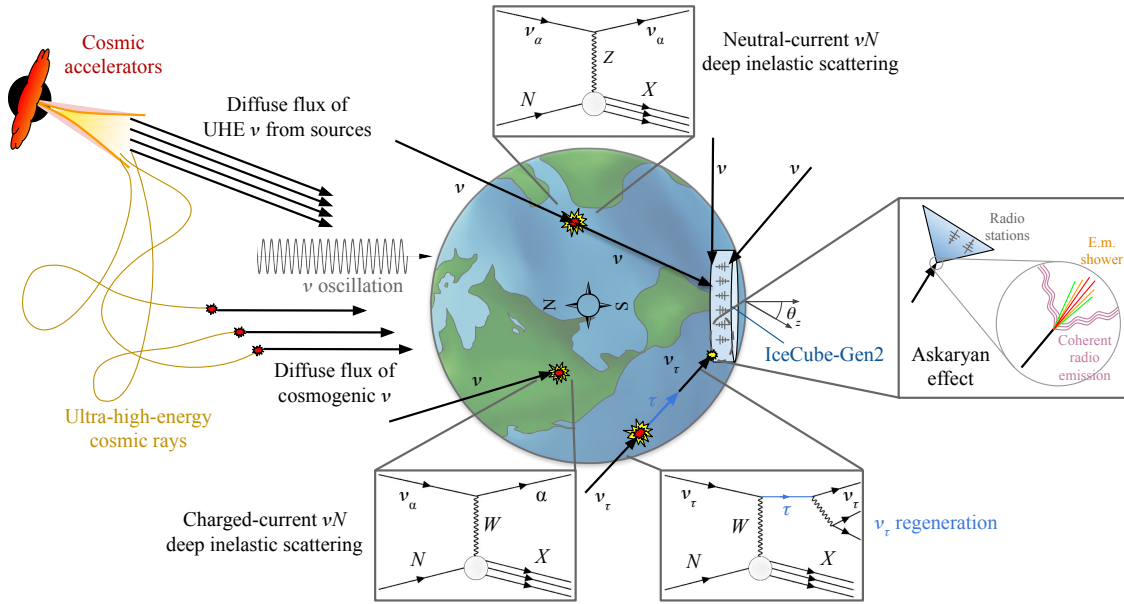 Cosmic
accelerators
Diffuse flux of
UHE ν from sources
ν oscillation
Diffuse flux of
cosmogenic ν
Ultra-high-energy
cosmic rays
ν_α
ν_α
Z
N
X
Neutral-current νN
deep inelastic scattering
ν
ν
ν
ν
N
S
θ_z
IceCube-Gen2
ν
ν_τ
τ
ν_τ
Radio
stations
E.m.
shower
Coherent
radio
emission
Askaryan
effect
Charged-current νN
deep inelastic scattering
ν_α
α
W
N
X
ν_τ
τ
ν_τ
W
N
X
ν_τ regeneration